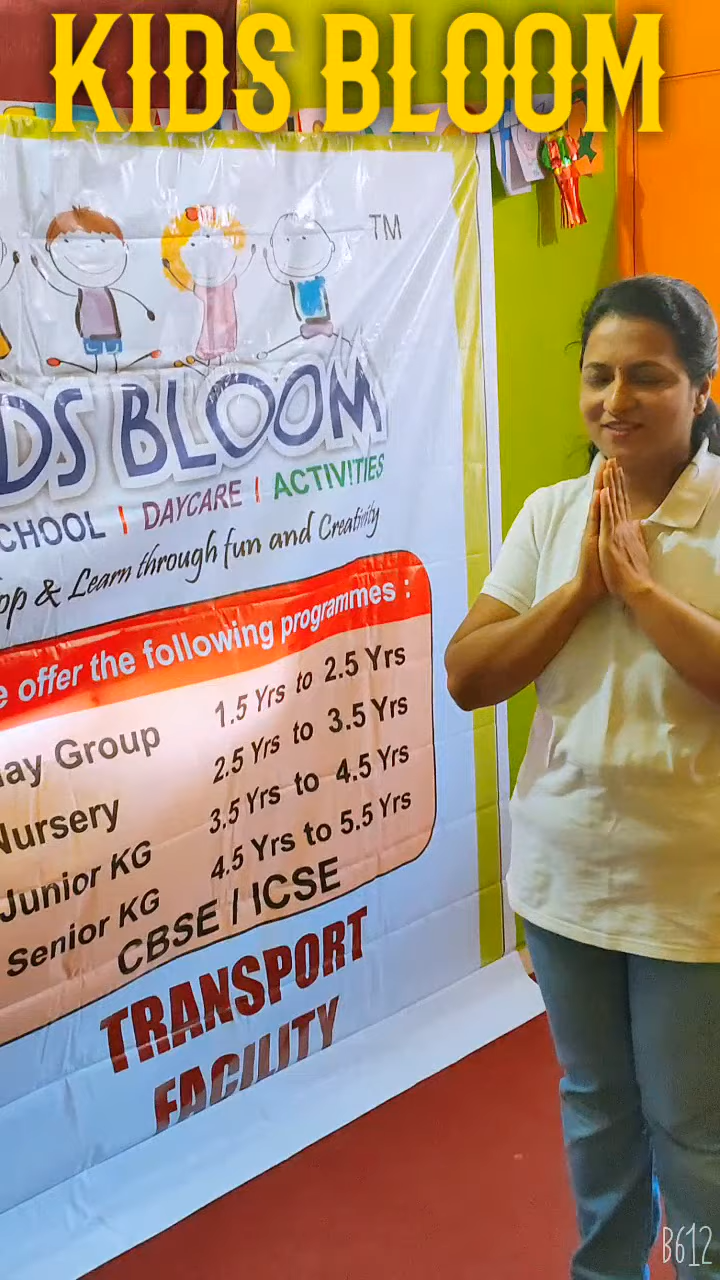 KIDS BLOOM
TM
DS BLOOM
CHOOL | DAYCARE | ACTIVITIES
op & Learn through fun and Creativity
e offer the following programmes :
lay Group 1.5 Yrs to 2.5 Yrs
Nursery 2.5 Yrs to 3.5 Yrs
Junior KG 3.5 Yrs to 4.5 Yrs
Senior KG 4.5 Yrs to 5.5 Yrs
CBSE / ICSE
TRANSPORT
FACILITY
B612